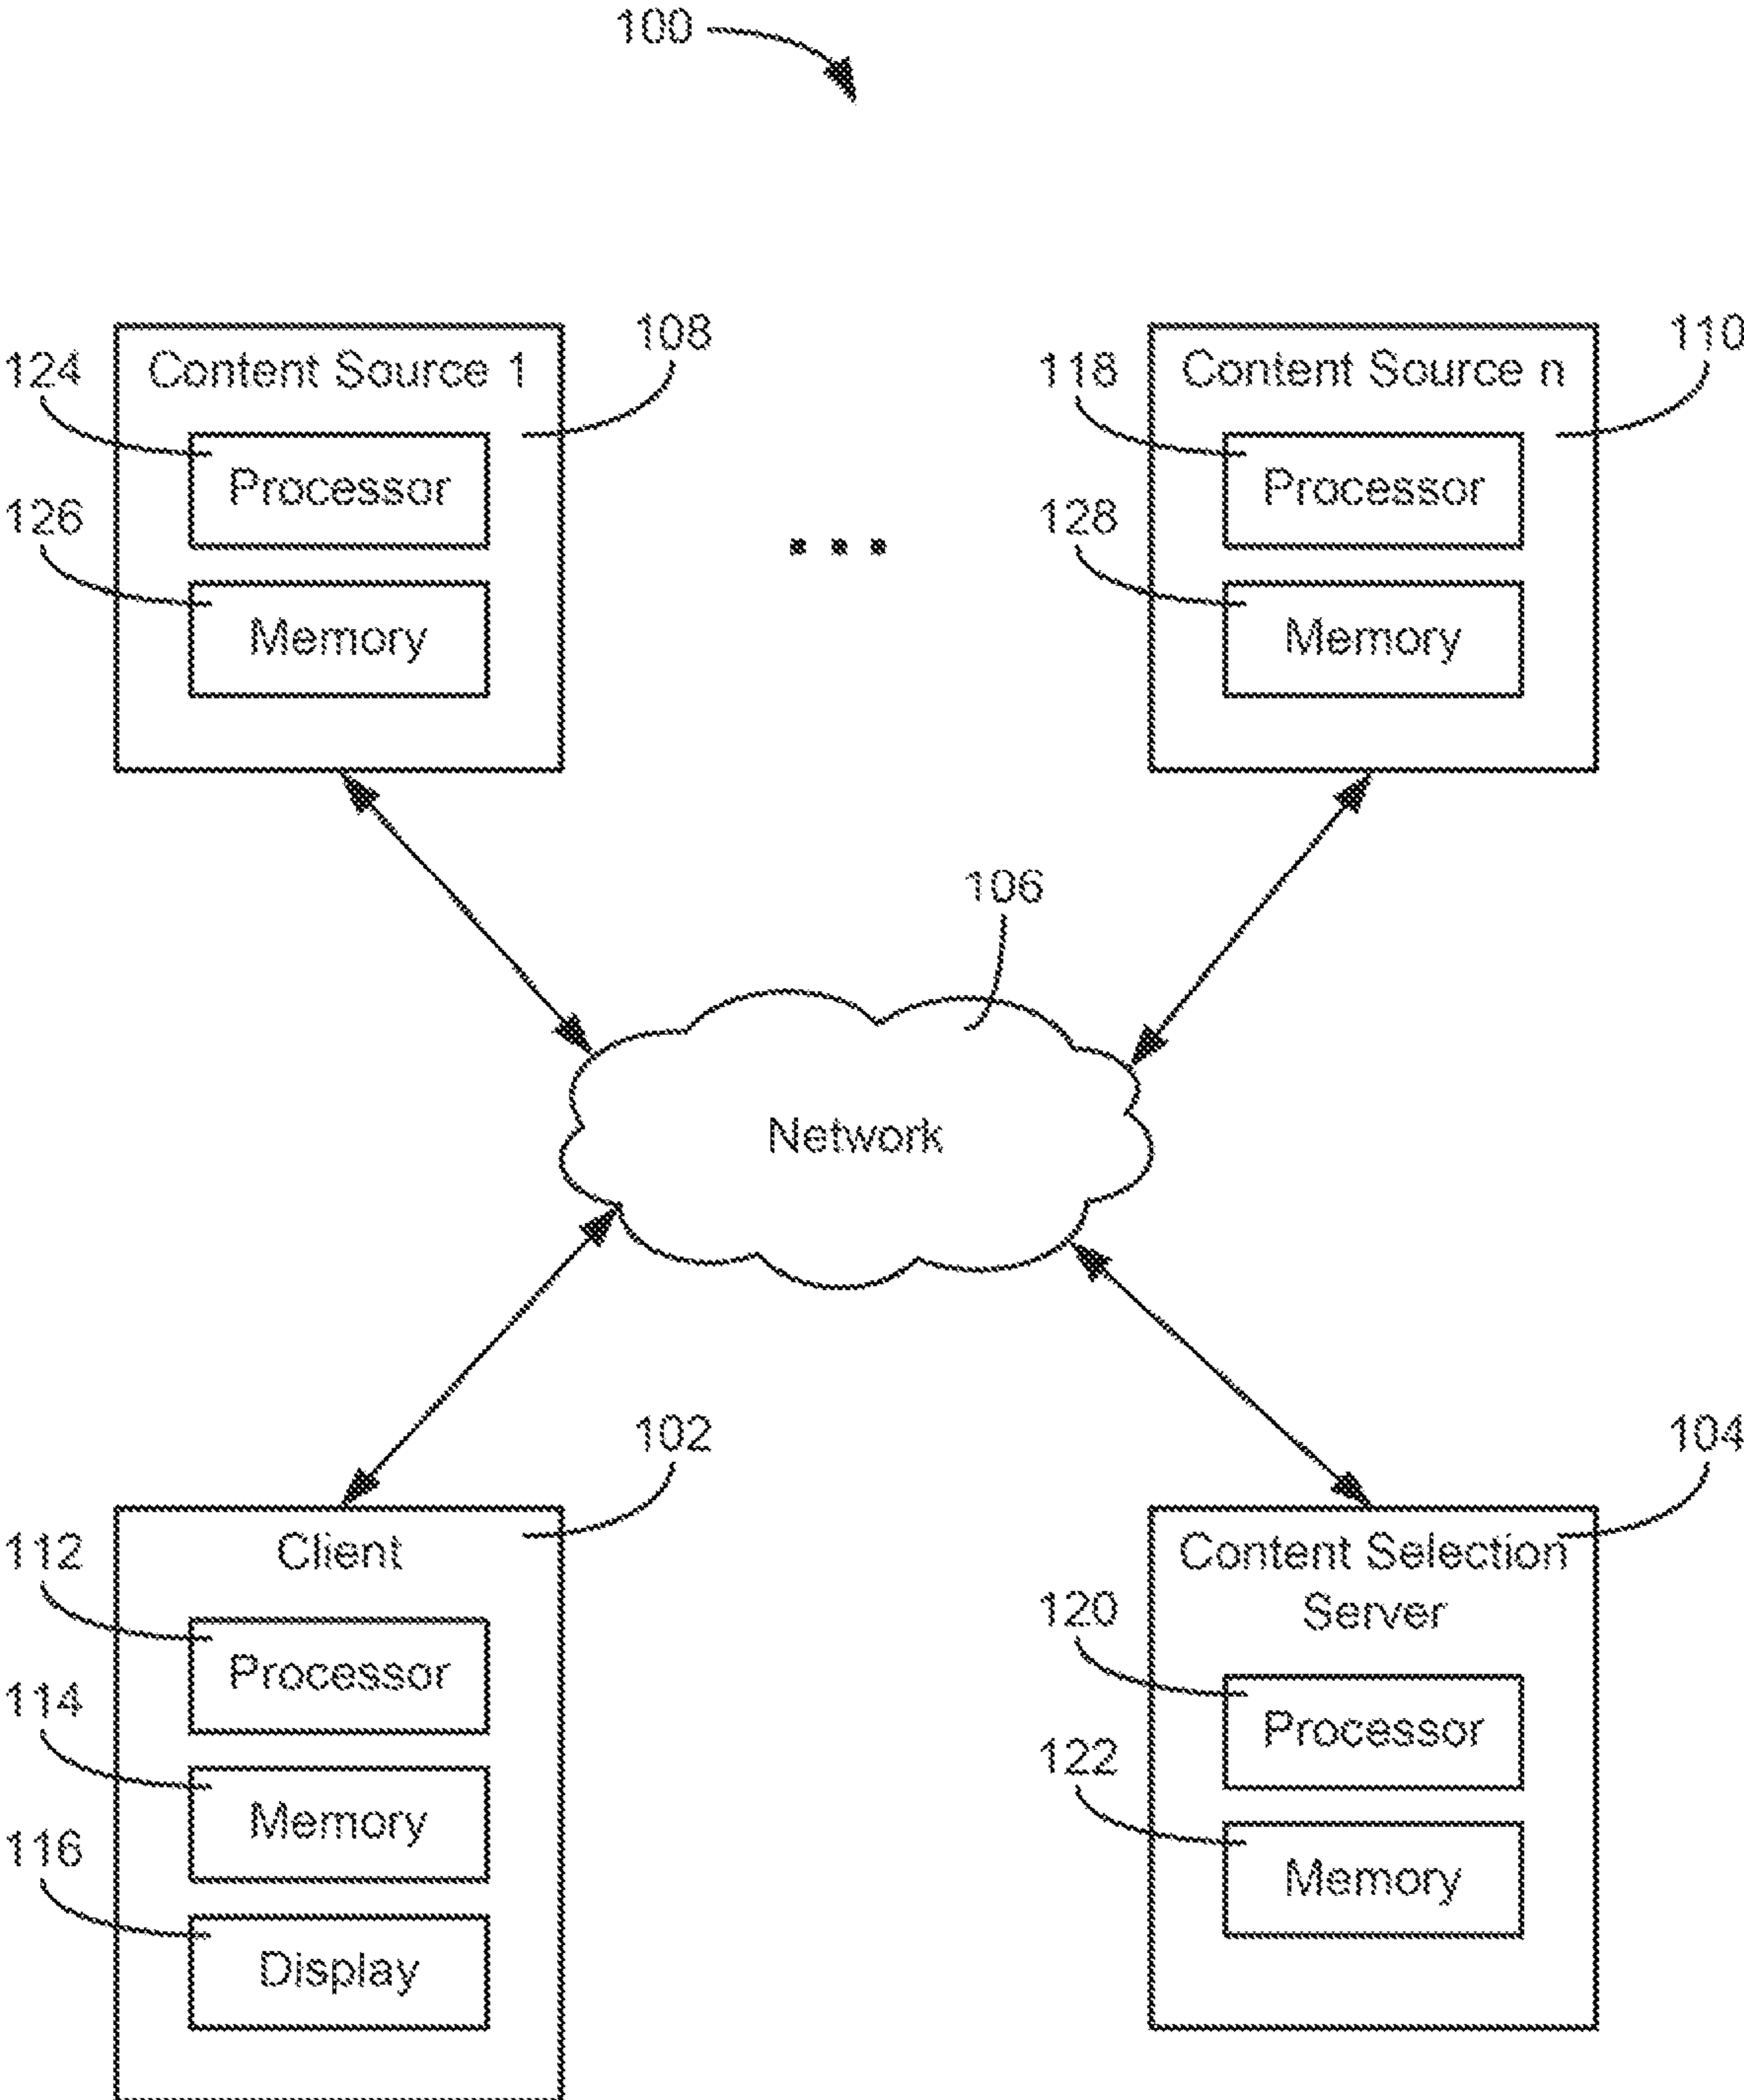 100
108
110
124
Content Source 1
118
Content Source n
Processor
Processor
126
128
Memory
...
Memory
106
Network
102
104
112
Client
Content Selection
Server
120
Processor
114
Processor
122
Memory
116
Memory
Display